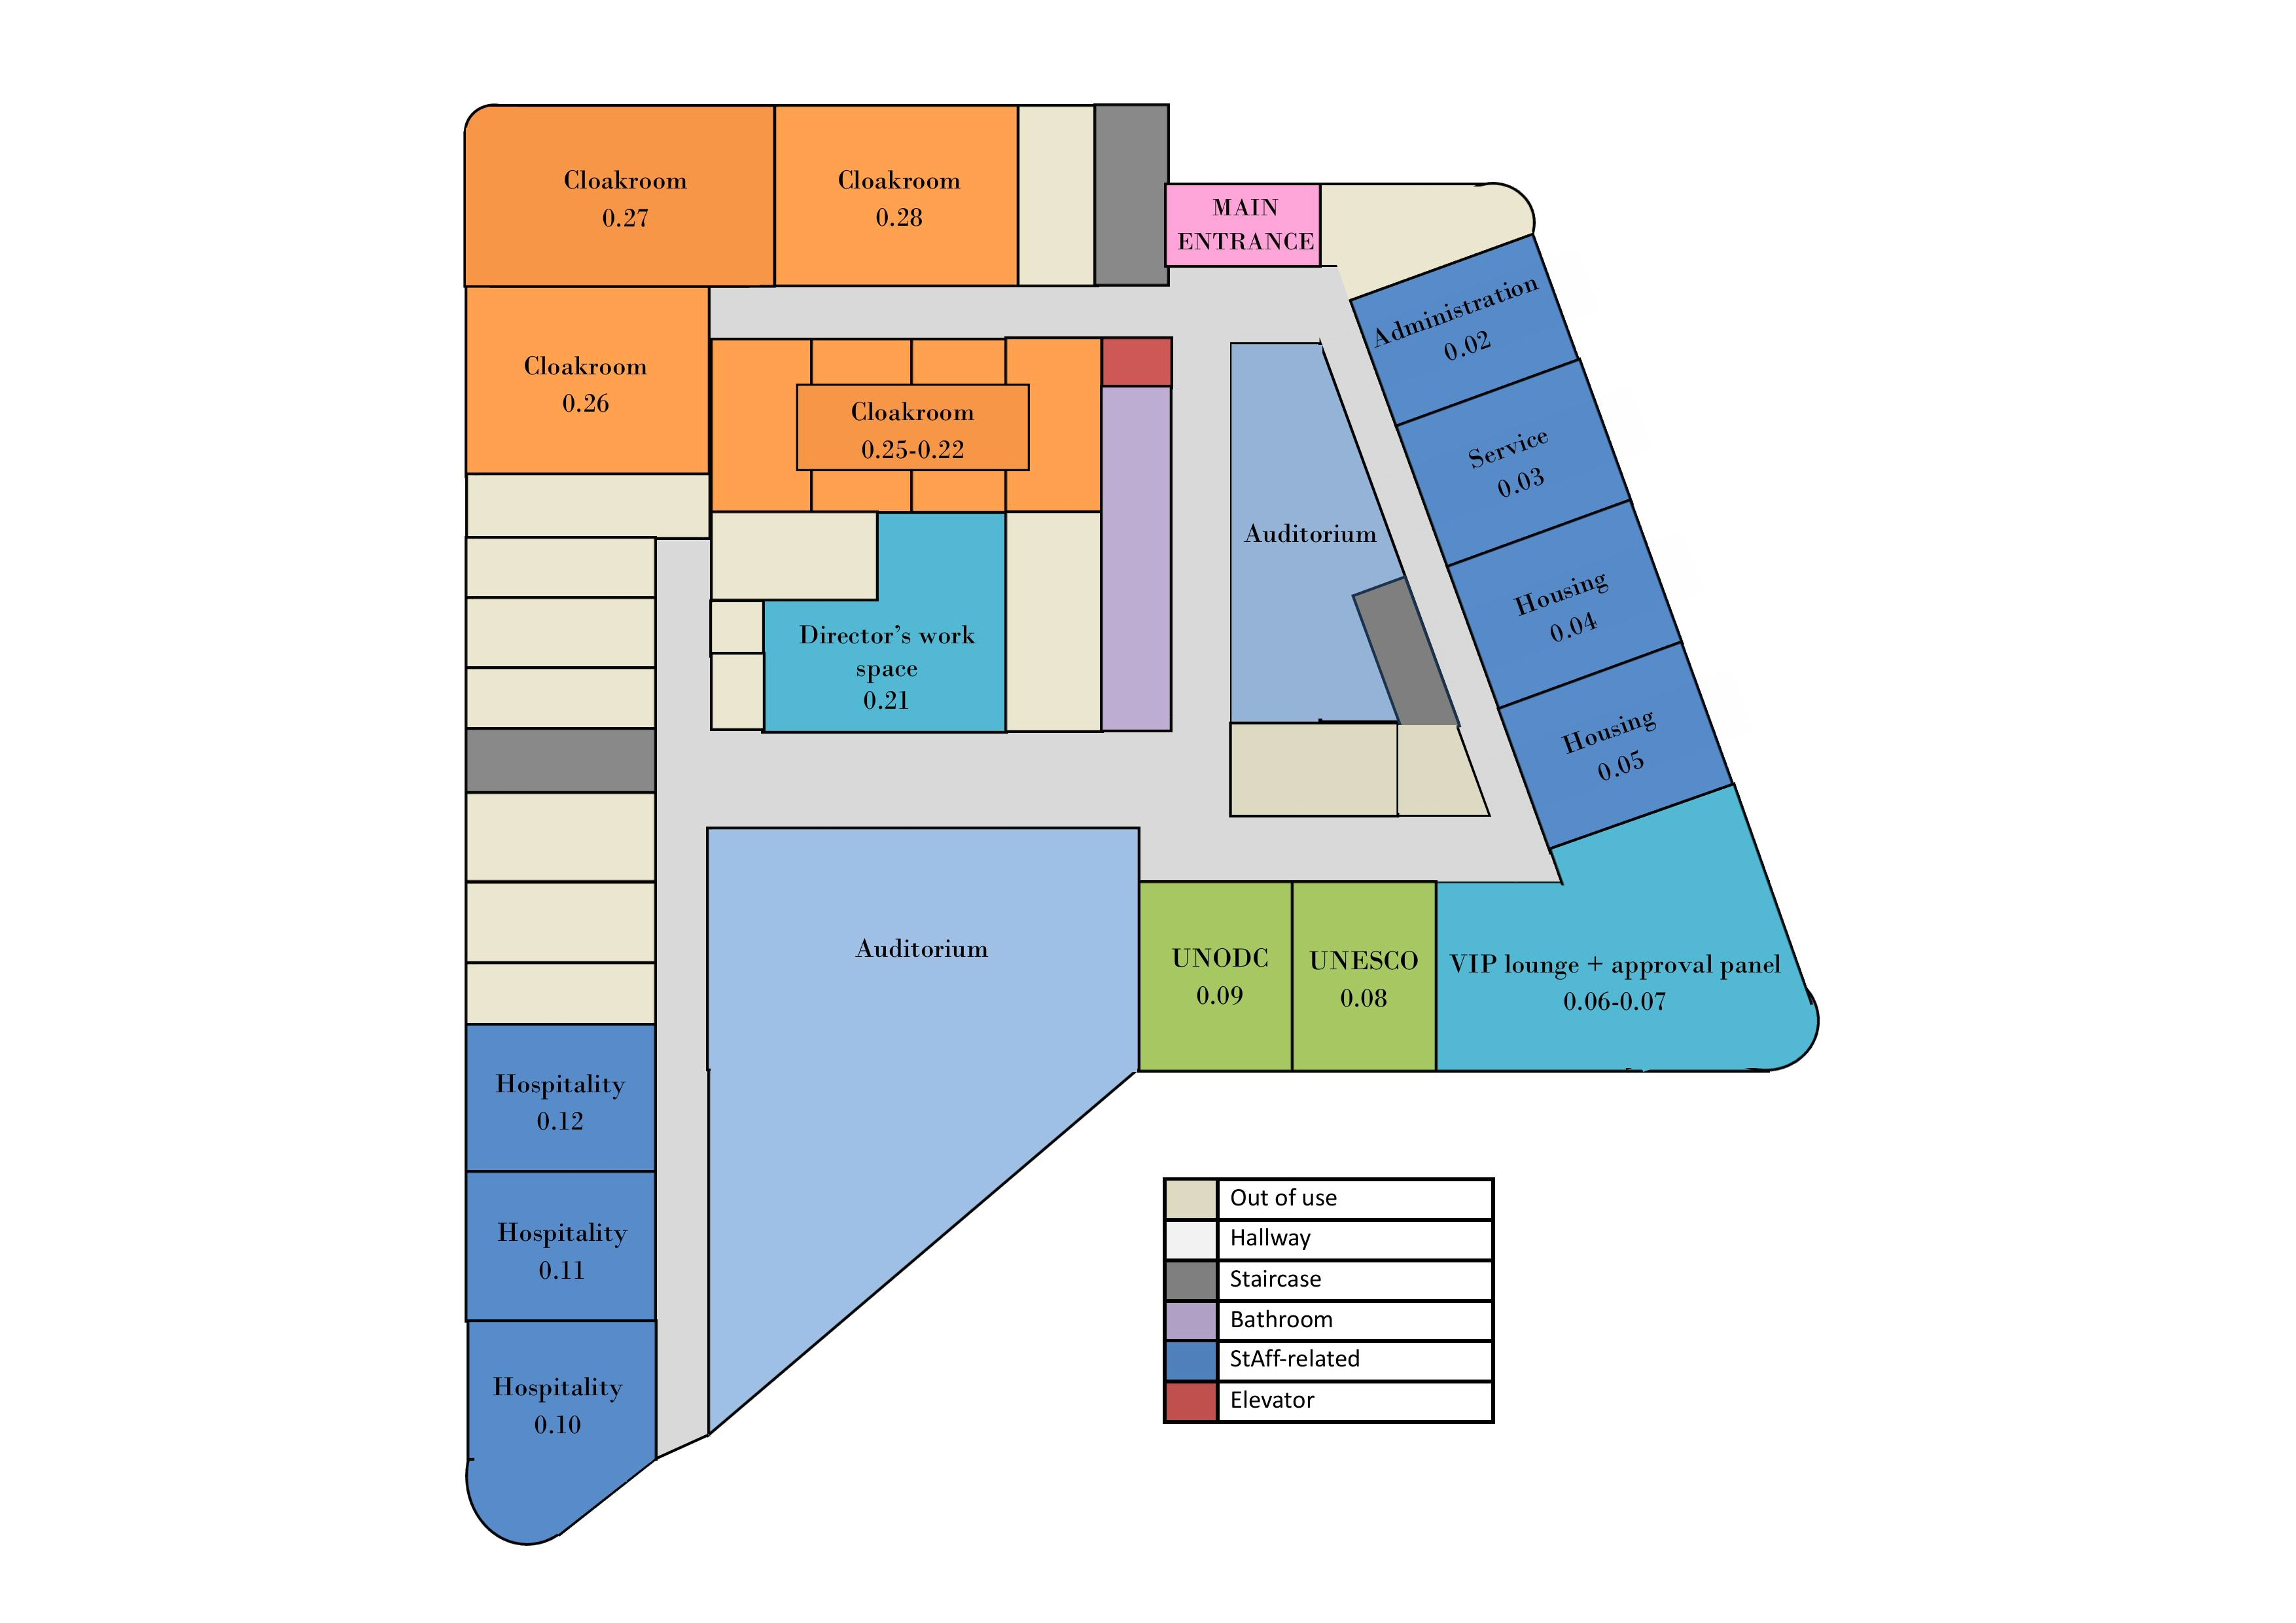 Cloakroom
0.27
Cloakroom
0.28
MAIN
ENTRANCE
Administration
0.02
Cloakroom
0.26
Cloakroom
0.25-0.22
Service
0.03
Auditorium
Housing
0.04
Director’s work
space
0.21
Housing
0.05
Auditorium
UNODC
0.09
UNESCO
0.08
VIP lounge + approval panel
0.06-0.07
Hospitality
0.12
Hospitality
0.11
Hospitality
0.10
Out of use
Hallway
Staircase
Bathroom
StAff-related
Elevator